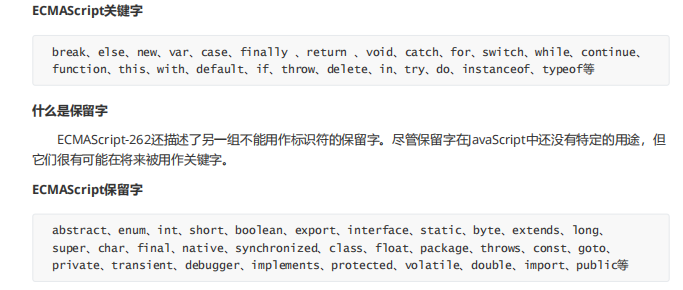 ECMAScript关键字
break、else、new、var、case、finally 、return 、void、catch、for、switch、while、continue、
function、this、with、default、if、throw、delete、in、try、do、instanceof、typeof等
什么是保留字
ECMAScript-262还描述了另一组不能用作标识符的保留字。尽管保留字在JavaScript中还没有特定的用途，但
它们很有可能在将来被用作关键字。
ECMAScript保留字
abstract、enum、int、short、boolean、export、interface、static、byte、extends、long、
super、char、final、native、synchronized、class、float、package、throws、const、goto、
private、transient、debugger、implements、protected、volatile、double、import、public等